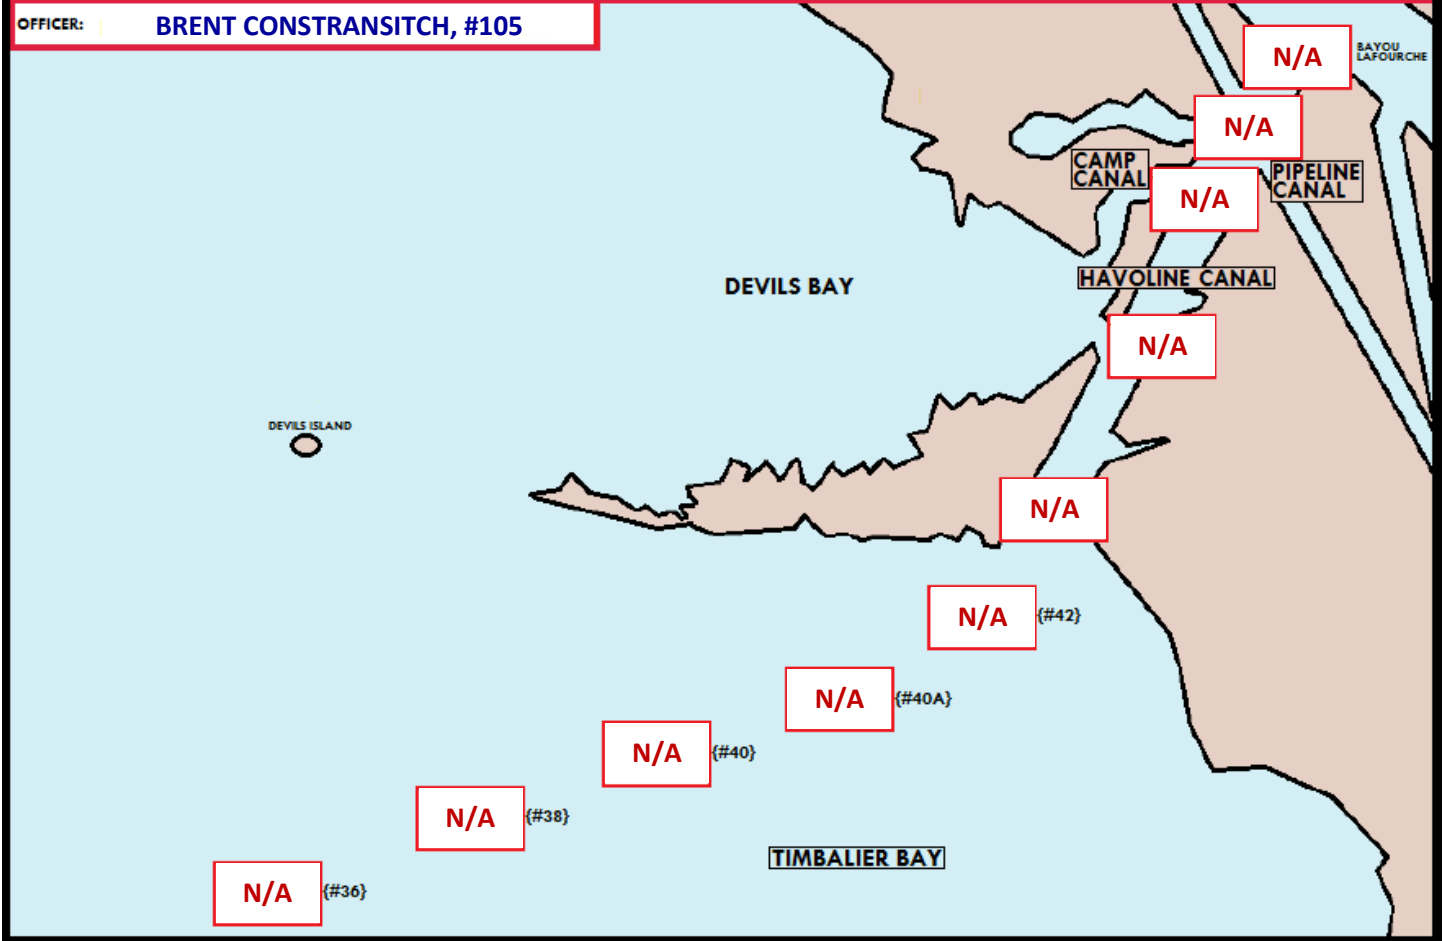 OFFICER: BRENT CONSTRANSITCH, #105
N/A
BAYOU
LAFOURCHE
N/A
CAMP
CANAL
PIPELINE
CANAL
N/A
HAVOLINE CANAL
DEVILS BAY
N/A
DEVILS ISLAND
N/A
N/A {#42}
N/A {#40A}
N/A {#40}
N/A {#38}
TIMBALIER BAY
N/A {#36}